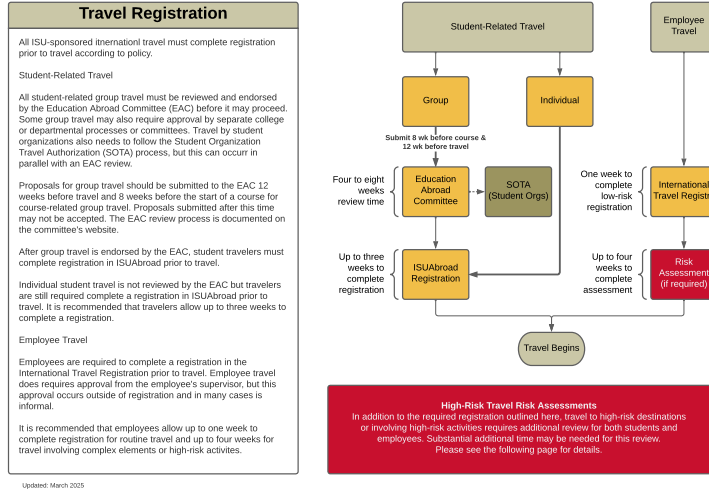 Travel Registration
All ISU-sponsored itnernationl travel must complete registration
prior to travel according to policy.
Student-Related Travel
All student-related group travel must be reviewed and endorsed
by the Education Abroad Committee (EAC) before it may proceed.
Some group travel may also require approval by separate college
or departmental processes or committees. Travel by student
organizations also needs to follow the Student Organization
Travel Authorization (SOTA) process, but this can occurr in
parallel with an EAC review.
Proposals for group travel should be submitted to the EAC 12
weeks before travel and 8 weeks before the start of a course for
course-related group travel. Proposals submitted after this time
may not be accepted. The EAC review process is documented on
the committee's website.
After group travel is endorsed by the EAC, student travelers must
complete registration in ISUAbroad prior to travel.
Individual student travel is not reviewed by the EAC but travelers
are still required complete a registration in ISUAbroad prior to
travel. It is recommended that travelers allow up to three weeks to
complete a registration.
Employee Travel
Employees are required to complete a registration in the
International Travel Registration prior to travel. Employee travel
does requires approval from the employee's supervisor, but this
approval occurs outside of registration and in many cases is
informal.
It is recommended that employees allow up to one week to
complete registration for routine travel and up to four weeks for
travel involving complex elements or high-risk activites.
Updated: March 2025
Student-Related Travel
Employee
Travel
Group
Individual
Submit 8 wk before course &
12 wk before travel
Four to eight
weeks
review time
Education
Abroad
Committee
SOTA
(Student Orgs)
One week to
complete
low-risk
registration
International
Travel Registr
Up to three
weeks to
complete
registration
ISUAbroad
Registration
Up to four
weeks to
complete
assessment
Risk
Assessment
(if required)
Travel Begins
High-Risk Travel Risk Assessments
In addition to the required registration outlined here, travel to high-risk destinations
or involving high-risk activities requires additional review for both students and
employees. Substantial additional time may be needed for this review.
Please see the following page for details.